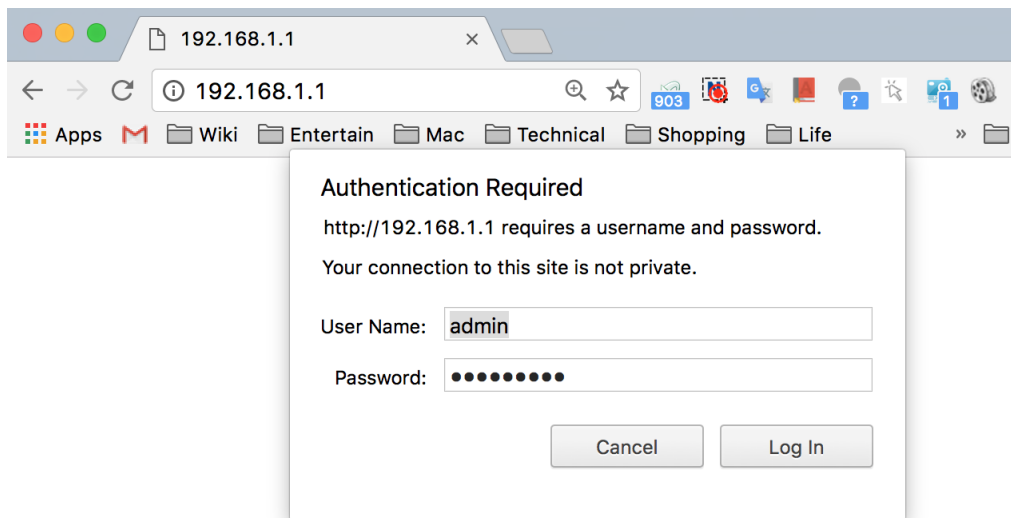 192.168.1.1
192.168.1.1
903
G
?
1
Apps Wiki Entertain Mac Technical Shopping Life »
Authentication Required
http://192.168.1.1 requires a username and password.
Your connection to this site is not private.
User Name: admin
Password: •••••••••
Cancel Log In